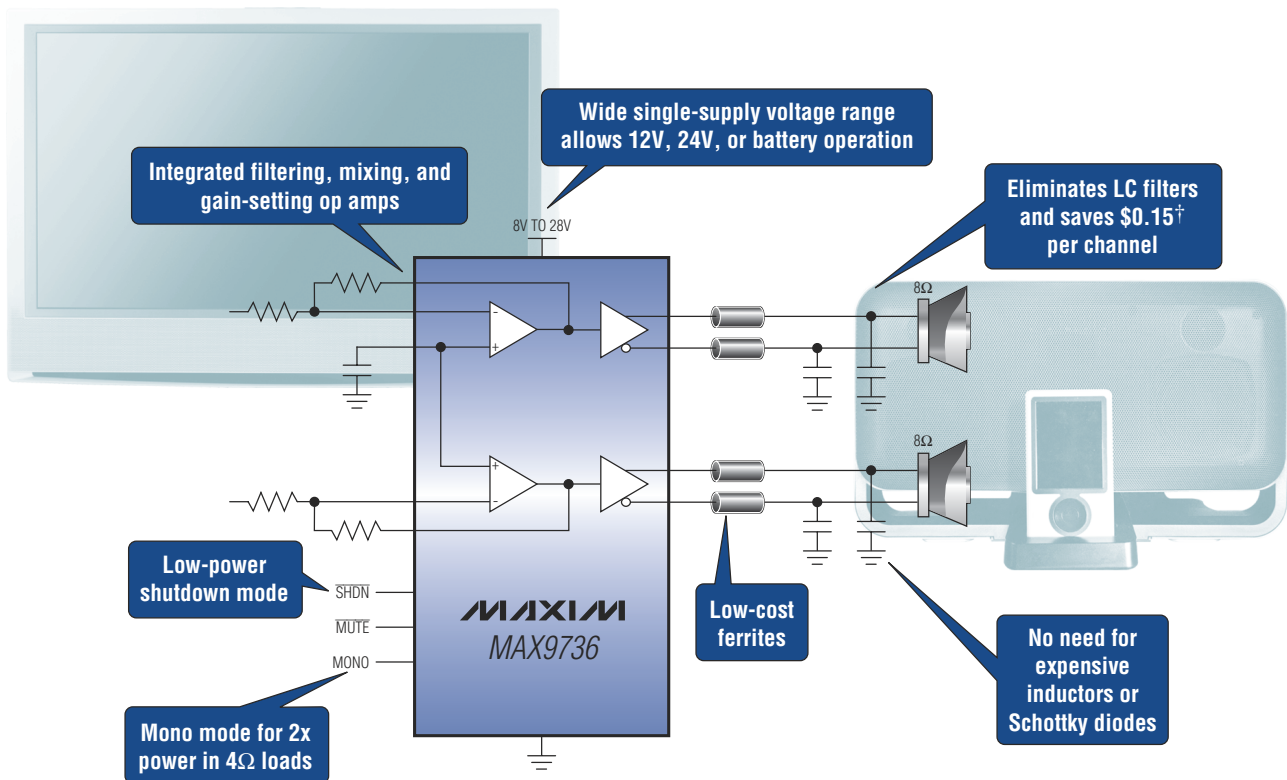 Wide single-supply voltage range
allows 12V, 24V, or battery operation
Integrated filtering, mixing, and
gain-setting op amps
Eliminates LC filters
and saves $0.15†
per channel
8V TO 28V
8Ω
-
+
8Ω
+
-
Low-power
shutdown mode
SHDN
MUTE
MONO
MAXIM
MAX9736
Low-cost
ferrites
No need for
expensive
inductors or
Schottky diodes
Mono mode for 2x
power in 4Ω loads